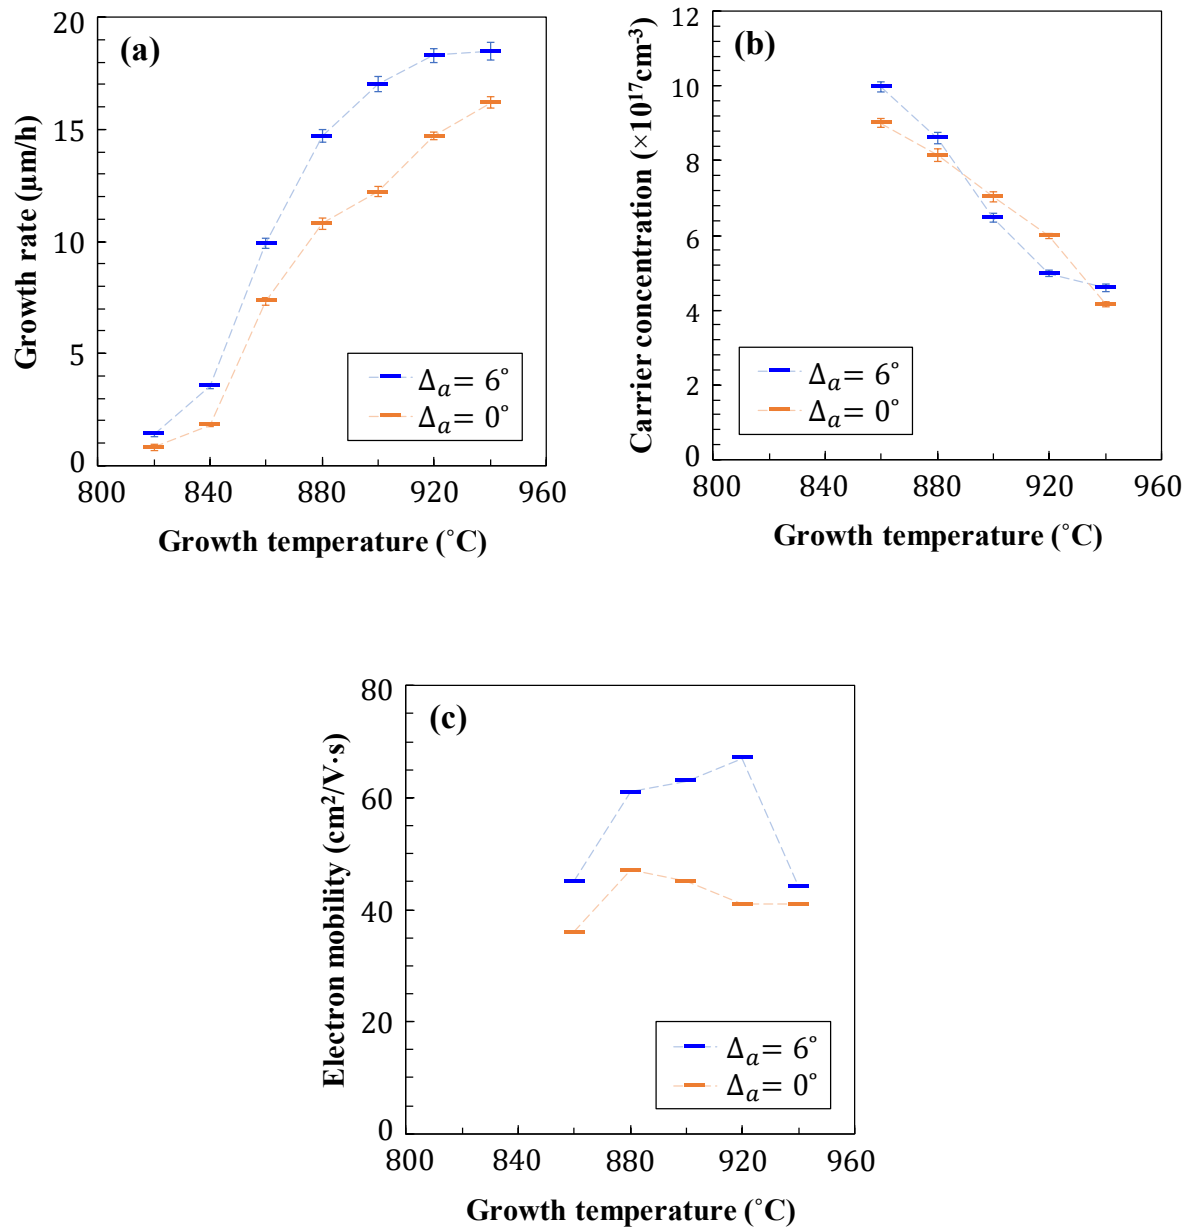 (a)
Growth rate (μm/h)
20
15
10
5
0
800 840 880 920 960
Growth temperature (˚C)
Δa= 6°
Δa= 0°
(b)
Carrier concentration (×10¹⁷cm⁻³)
12
10
8
6
4
2
0
800 840 880 920 960
Growth temperature (˚C)
Δa= 6°
Δa= 0°
(c)
Electron mobility (cm²/V·s)
80
60
40
20
0
800 840 880 920 960
Growth temperature (˚C)
Δa= 6°
Δa= 0°